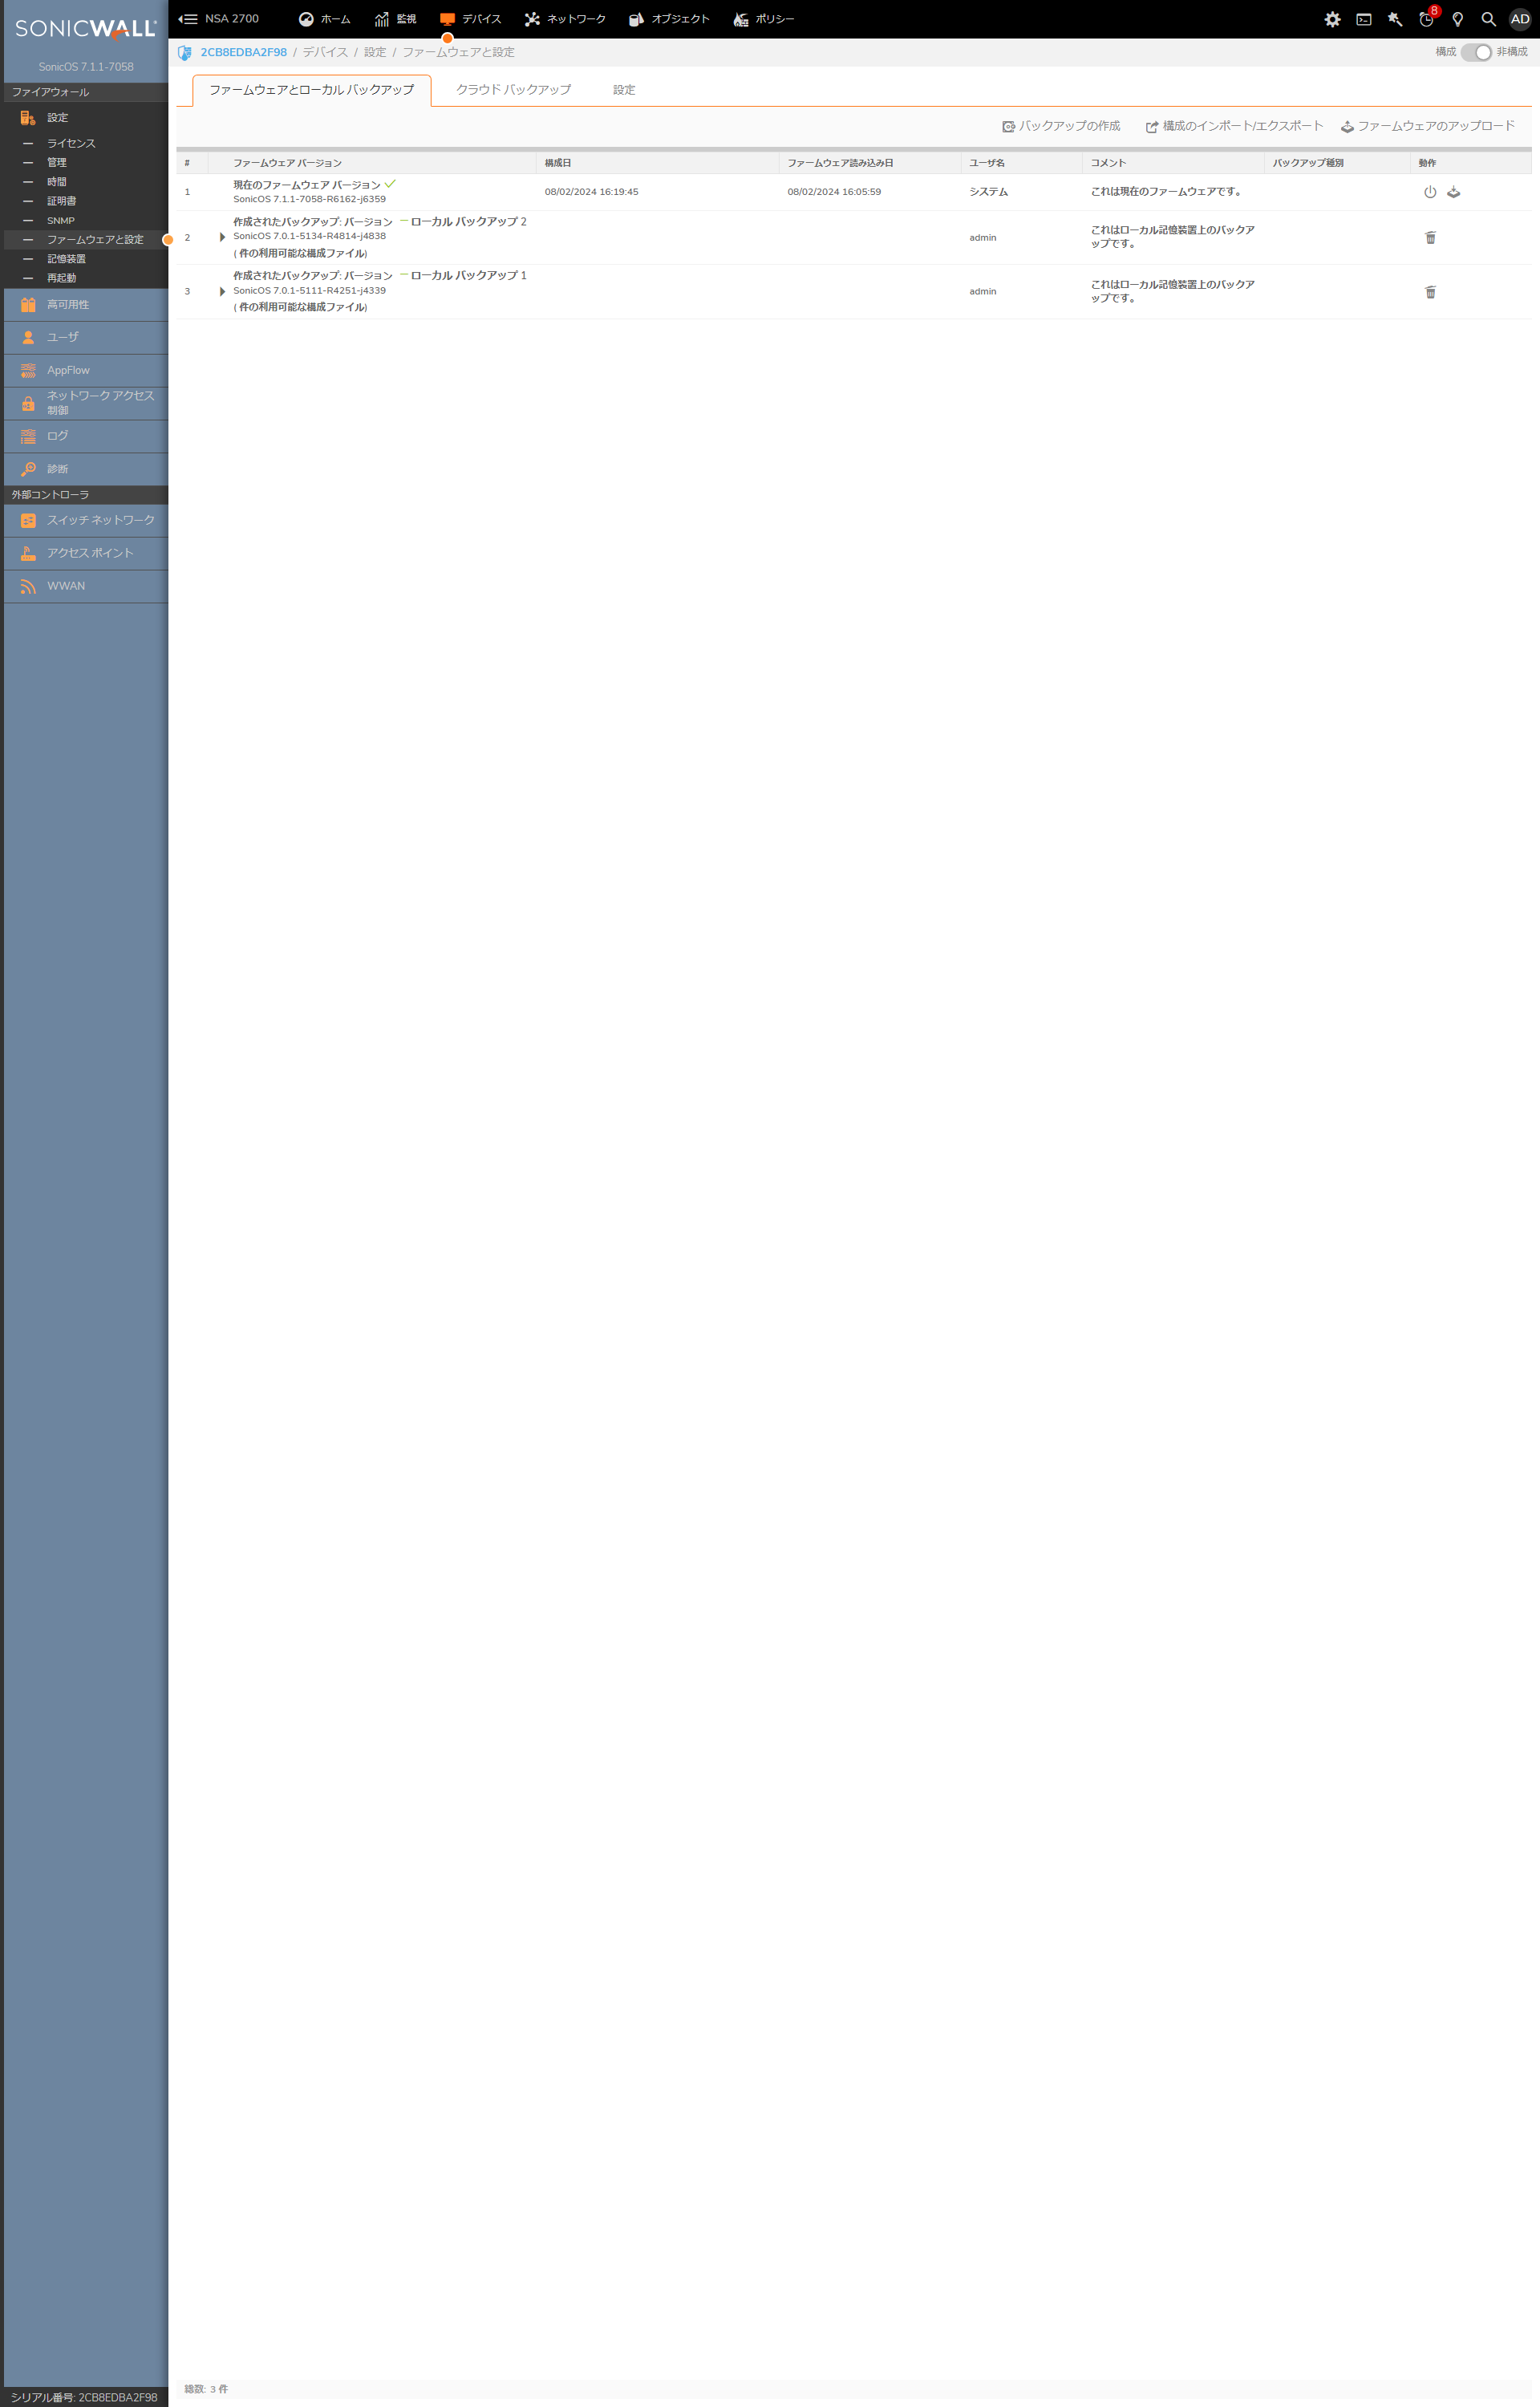 SONICWALL
SonicOS 7.1.1-7058
ファイアウォール
設定
ライセンス
管理
時間
証明書
SNMP
ファームウェアと設定
記憶装置
再起動
高可用性
ユーザ
AppFlow
ネットワーク アクセス
制御
ログ
診断
外部コントローラ
スイッチ ネットワーク
アクセス ポイント
WWAN
シリアル番号: 2CB8EDBA2F98
NSA 2700
ホーム
監視
デバイス
ネットワーク
オブジェクト
ポリシー
8
AD
2CB8EDBA2F98 / デバイス / 設定 / ファームウェアと設定
構成
非構成
ファームウェアとローカル バックアップ
クラウド バックアップ
設定
バックアップの作成
構成のインポート/エクスポート
ファームウェアのアップロード
# ファームウェア バージョン 構成日 ファームウェア読み込み日 ユーザ名 コメント バックアップ種別 動作
1
現在のファームウェア バージョン
SonicOS 7.1.1-7058-R6162-j6359
08/02/2024 16:19:45
08/02/2024 16:05:59
システム
これは現在のファームウェアです。
2
作成されたバックアップ: バージョン ー ローカル バックアップ 2
SonicOS 7.0.1-5134-R4814-j4838
( 件の利用可能な構成ファイル)
admin
これはローカル記憶装置上のバックア
ップです。
3
作成されたバックアップ: バージョン ー ローカル バックアップ 1
SonicOS 7.0.1-5111-R4251-j4339
( 件の利用可能な構成ファイル)
admin
これはローカル記憶装置上のバックア
ップです。
総数: 3 件